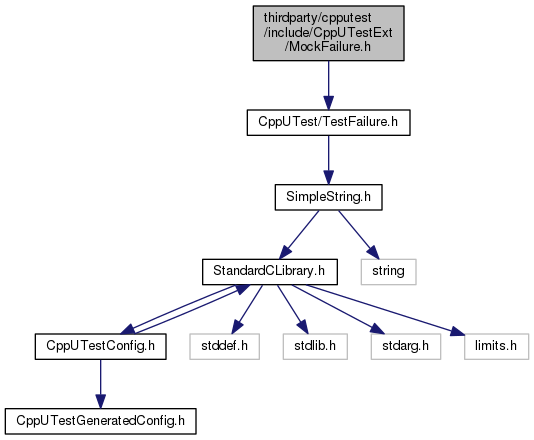 thirdparty/cpputest
/include/CppUTestExt
/MockFailure.h
CppUTest/TestFailure.h
SimpleString.h
StandardCLibrary.h
string
CppUTestConfig.h
stddef.h
stdlib.h
stdarg.h
limits.h
CppUTestGeneratedConfig.h